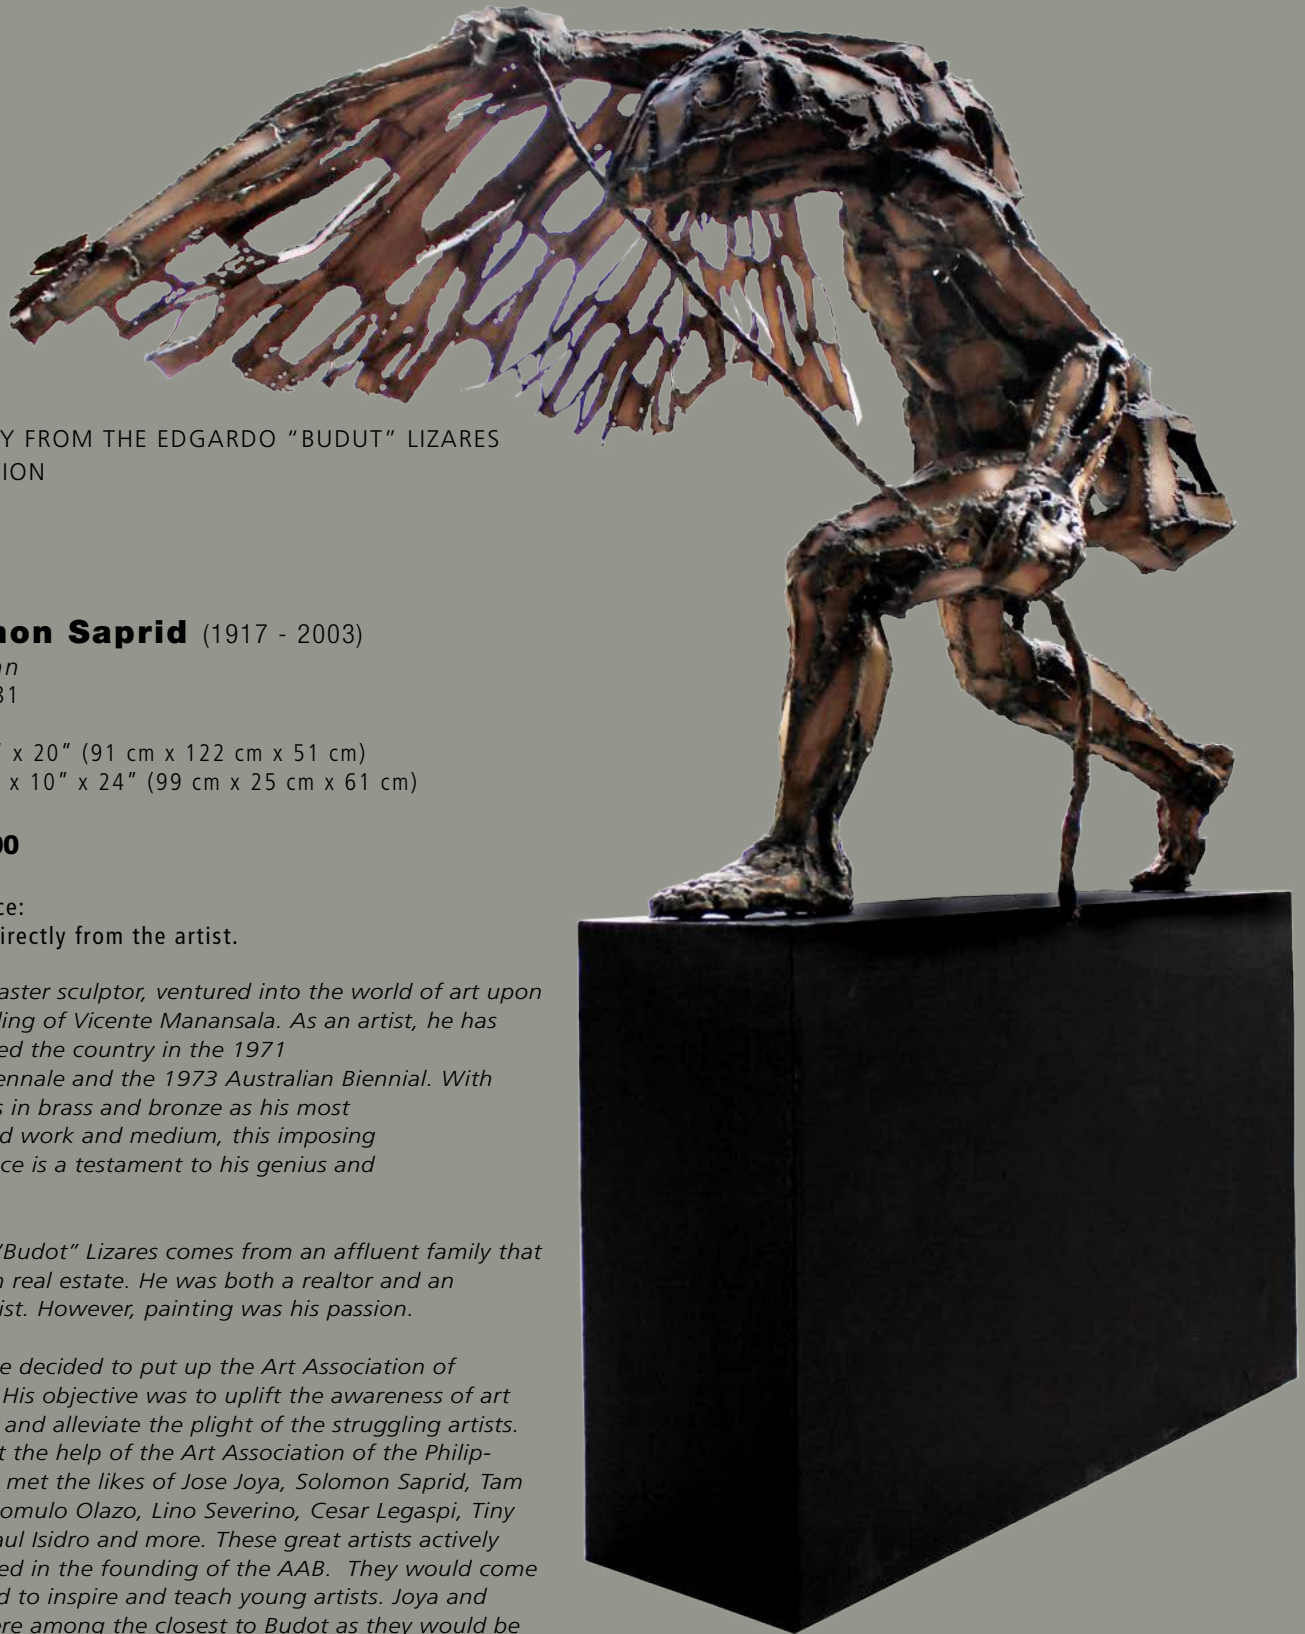 Y FROM THE EDGARDO “BUDUT” LIZARES
TION
on Saprid (1917 - 2003)
an
81
x 20” (91 cm x 122 cm x 51 cm)
x 10” x 24” (99 cm x 25 cm x 61 cm)
00
ce:
irectly from the artist.
aster sculptor, ventured into the world of art upon
ling of Vicente Manansala. As an artist, he has
ed the country in the 1971
ennale and the 1973 Australian Biennial. With
s in brass and bronze as his most
d work and medium, this imposing
ce is a testament to his genius and
“Budot” Lizares comes from an affluent family that
n real estate. He was both a realtor and an
ist. However, painting was his passion.
e decided to put up the Art Association of
His objective was to uplift the awareness of art
and alleviate the plight of the struggling artists.
t the help of the Art Association of the Philip-
met the likes of Jose Joya, Solomon Saprid, Tam
omulo Olazo, Lino Severino, Cesar Legaspi, Tiny
aul Isidro and more. These great artists actively
ed in the founding of the AAB. They would come
d to inspire and teach young artists. Joya and
ere among the closest to Budot as they would be